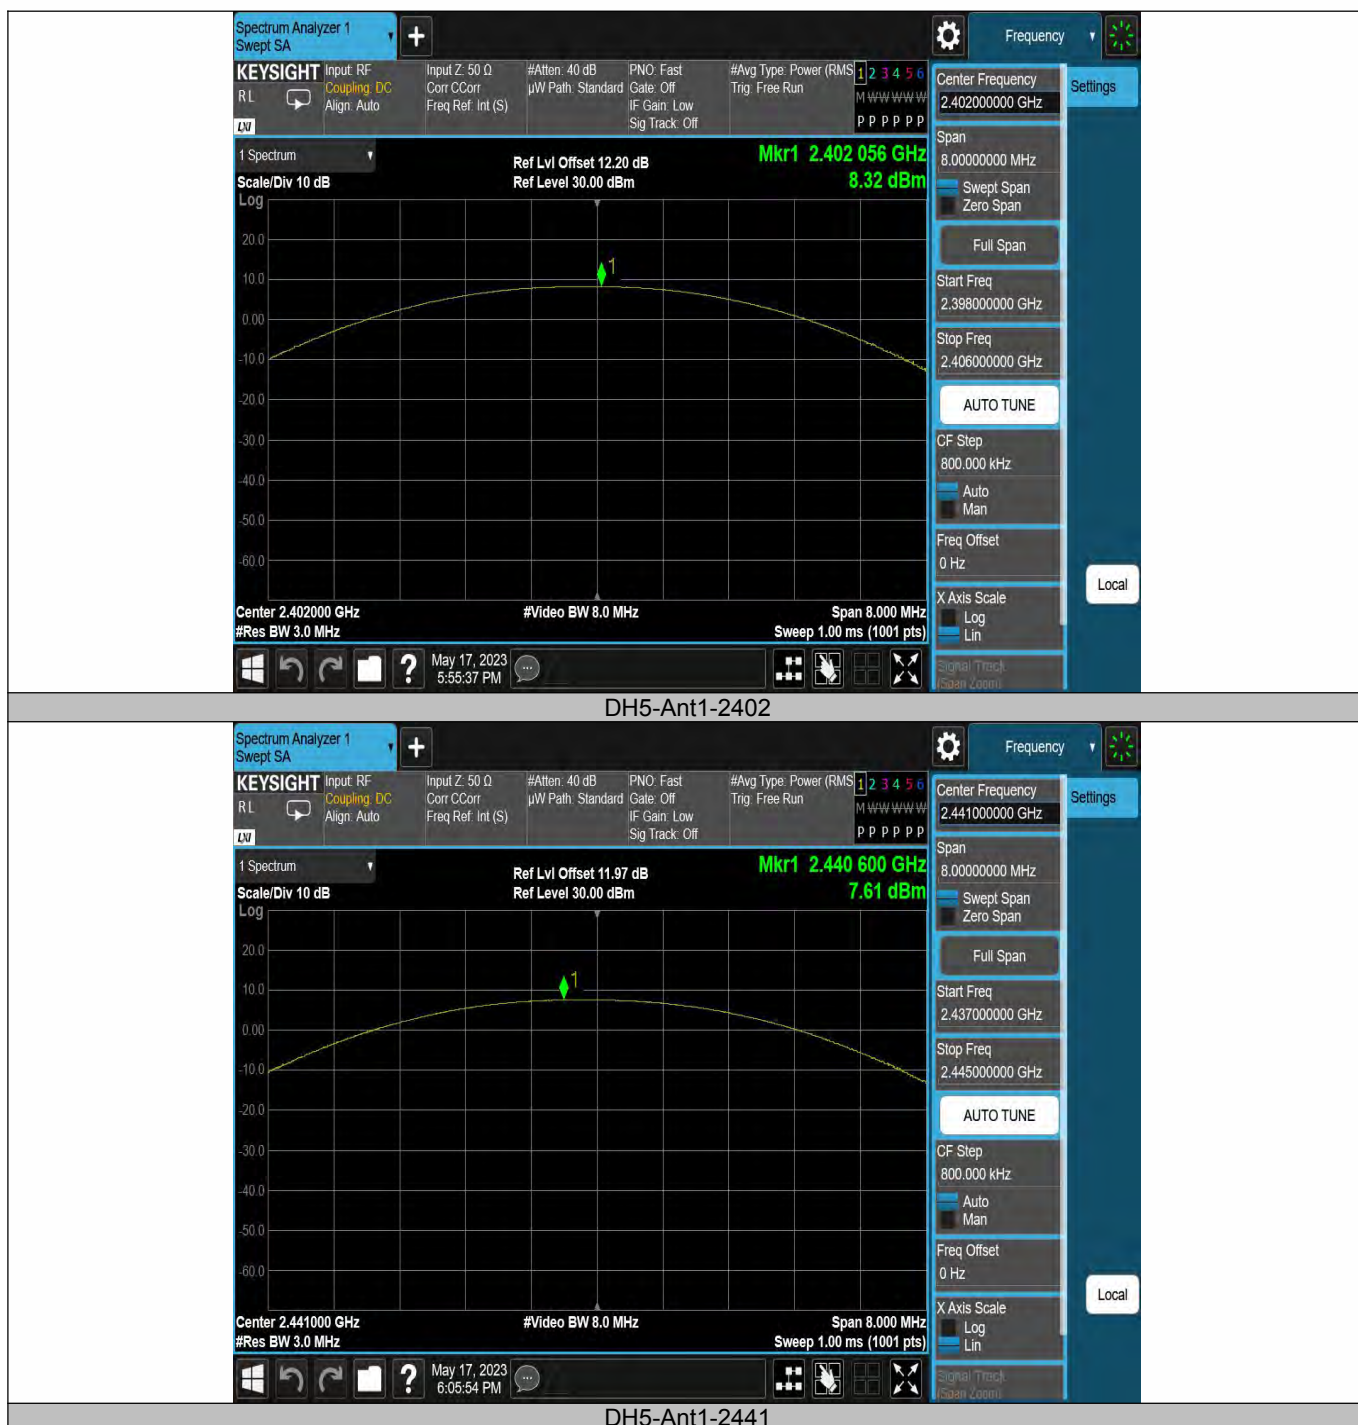 Spectrum Analyzer 1
Swept SA
+
Frequency
KEYSIGHT
RL
LXI
Input: RF
Coupling: DC
Align: Auto
Input Z: 50 Ω
Corr CCorr
Freq Ref: Int (S)
#Atten: 40 dB
µW Path: Standard
PNO: Fast
Gate: Off
IF Gain: Low
Sig Track: Off
#Avg Type: Power (RMS
Trig: Free Run
1 2 3 4 5 6
M W W W W W
P P P P P P
1 Spectrum
Scale/Div 10 dB
Log
Ref Lvl Offset 12.20 dB
Ref Level 30.00 dBm
Mkr1 2.402 056 GHz
8.32 dBm
1
20.0
10.0
0.00
-10.0
-20.0
-30.0
-40.0
-50.0
-60.0
Center 2.402000 GHz
#Res BW 3.0 MHz
#Video BW 8.0 MHz
Span 8.000 MHz
Sweep 1.00 ms (1001 pts)
?
May 17, 2023
5:55:37 PM
Center Frequency
2.402000000 GHz
Span
8.00000000 MHz
Swept Span
Zero Span
Full Span
Start Freq
2.398000000 GHz
Stop Freq
2.406000000 GHz
AUTO TUNE
CF Step
800.000 kHz
Auto
Man
Freq Offset
0 Hz
X Axis Scale
Log
Lin
Signal Track
(Span Zoom)
Settings
Local
DH5-Ant1-2402
Spectrum Analyzer 1
Swept SA
+
Frequency
KEYSIGHT
RL
LXI
Input: RF
Coupling: DC
Align: Auto
Input Z: 50 Ω
Corr CCorr
Freq Ref: Int (S)
#Atten: 40 dB
µW Path: Standard
PNO: Fast
Gate: Off
IF Gain: Low
Sig Track: Off
#Avg Type: Power (RMS
Trig: Free Run
1 2 3 4 5 6
M W W W W W
P P P P P P
1 Spectrum
Scale/Div 10 dB
Log
Ref Lvl Offset 11.97 dB
Ref Level 30.00 dBm
Mkr1 2.440 600 GHz
7.61 dBm
1
20.0
10.0
0.00
-10.0
-20.0
-30.0
-40.0
-50.0
-60.0
Center 2.441000 GHz
#Res BW 3.0 MHz
#Video BW 8.0 MHz
Span 8.000 MHz
Sweep 1.00 ms (1001 pts)
?
May 17, 2023
6:05:54 PM
Center Frequency
2.441000000 GHz
Span
8.00000000 MHz
Swept Span
Zero Span
Full Span
Start Freq
2.437000000 GHz
Stop Freq
2.445000000 GHz
AUTO TUNE
CF Step
800.000 kHz
Auto
Man
Freq Offset
0 Hz
X Axis Scale
Log
Lin
Signal Track
(Span Zoom)
Settings
Local
DH5-Ant1-2441